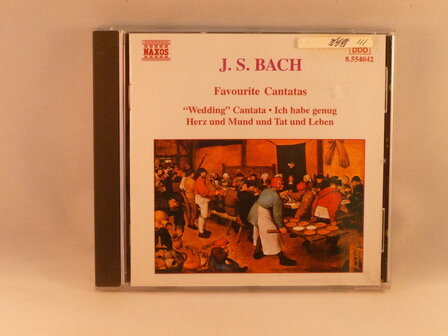 NAXOS
DDD
8.554042
J. S. BACH
Favourite Cantatas
“Wedding” Cantata • Ich habe genug
Herz und Mund und Tat und Leben